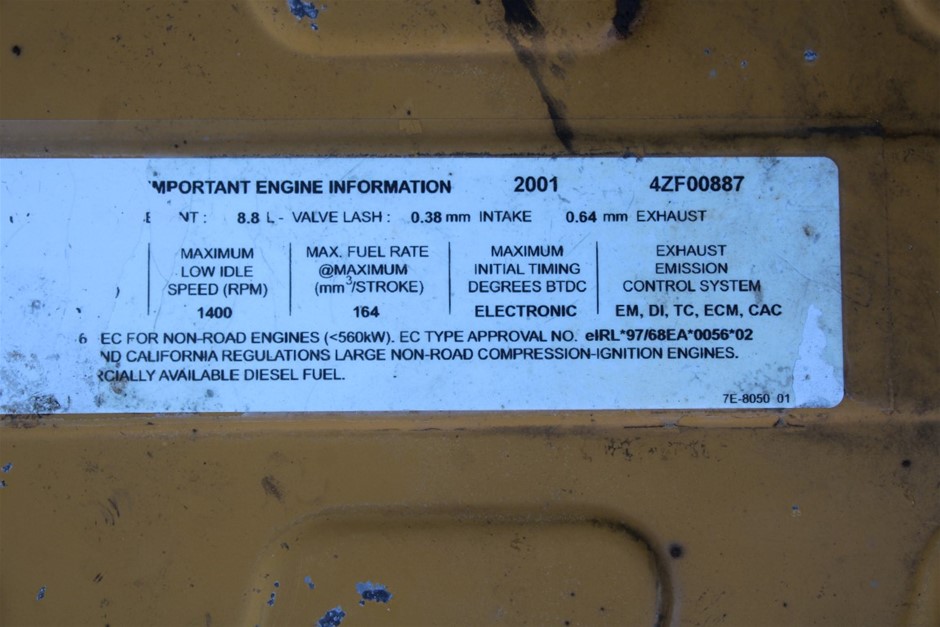 IMPORTANT ENGINE INFORMATION 2001 4ZF00887
NT : 8.8 L - VALVE LASH : 0.38 mm INTAKE 0.64 mm EXHAUST
MAXIMUM LOW IDLE SPEED (RPM)
1400
MAX. FUEL RATE @MAXIMUM (mm³/STROKE)
164
MAXIMUM INITIAL TIMING DEGREES BTDC
ELECTRONIC
EXHAUST EMISSION CONTROL SYSTEM
EM, DI, TC, ECM, CAC
6 EC FOR NON-ROAD ENGINES (<560kW). EC TYPE APPROVAL NO. eIRL*97/68EA*0056*02
ND CALIFORNIA REGULATIONS LARGE NON-ROAD COMPRESSION-IGNITION ENGINES.
RCIALLY AVAILABLE DIESEL FUEL.
7E-8050 01